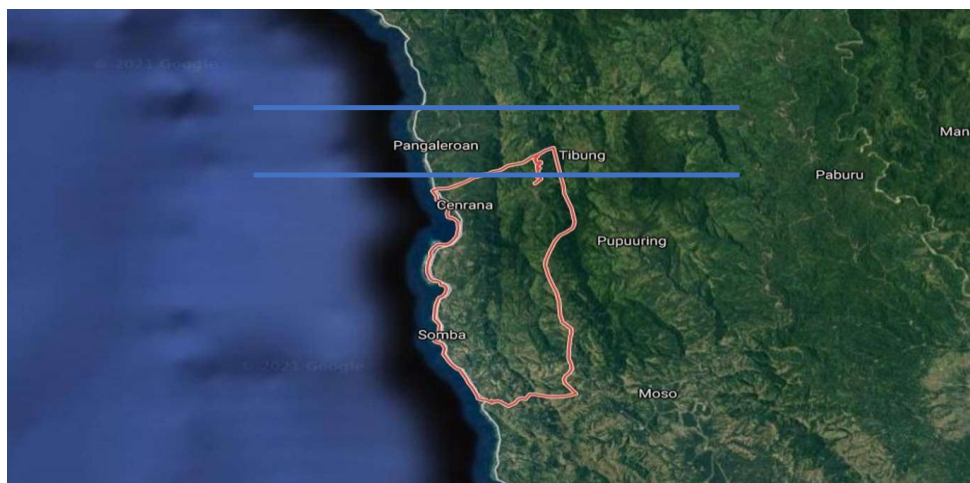 © 2021 Google
Man
Pangaleroan
Tibung
Paburu
Cenrana
Pupuuring
Somba
© 2021 Google
Moso